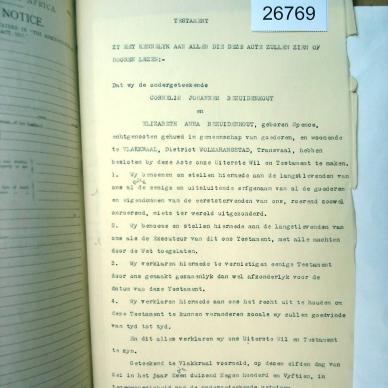 AFRICA
NOTICE.
26769
TESTAMENT
ZY HET KENNELYK AAN ALLEN DIE DEZE ACTE ZULLEN ZIEN OF
HOOREN LEZEN:-
Dat wy de ondergeteekende
CORNELIS JOHANNES BEZUIDENHOUT
en
ELIZABETH ANNA BEZUIDENHOUT, geboren Spence,
echtgenooten gehuwd in gemeenschap van goederen, en woonende
te VLAKKRAAL, District WOLMARANSSTAD, Transvaal, hebben
besloten by deze Acte onze Uiterste Wil en Testament te maken.
1. Wy benoemen en stellen hiermede aan de langstlevenden van
ons al de eenige en uitsluitende erfgenaam van al de goederen
en eigendommen van de eerststervenden van ons, roerend zoowel
onroerend, niets ter wereld uitgezonderd.
2. Wy benoemen en stellen hiermede aan de langstlevenden van
ons als de Executeur van dit ons Testament, met alle machten
door de Wet toegelaten.
3. Wy verklaren hiermede te vernietigen eenige Testament
door ons gemaakt gezamenlyk dan wel afzonderlyk voor de
datum van deze Testament.
4. Wy verklaren hiermede aan ons het recht uit te houden om
deze Testament te kunnen veranderen zooals wy zullen goedvinden
van tyd tot tyd.
En dit alles verklaren wy ons Uiterste Wil en Testament
te zyn.
Geteekend te Vlakkraal voormeld, op dezen elfden dag van
Mei in het jaar Een duizend Negen honderd en Vyftien, in